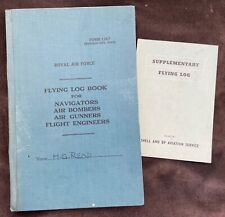 FORM 1767
ROYAL AIR FORCE
FLYING LOG BOOK
FOR
NAVIGATORS
AIR BOMBERS
AIR GUNNERS
FLIGHT ENGINEERS
Name
READ
SUPPLEMENTARY
FLYING LOG
SHELL AND BP AVIATION SERVICE